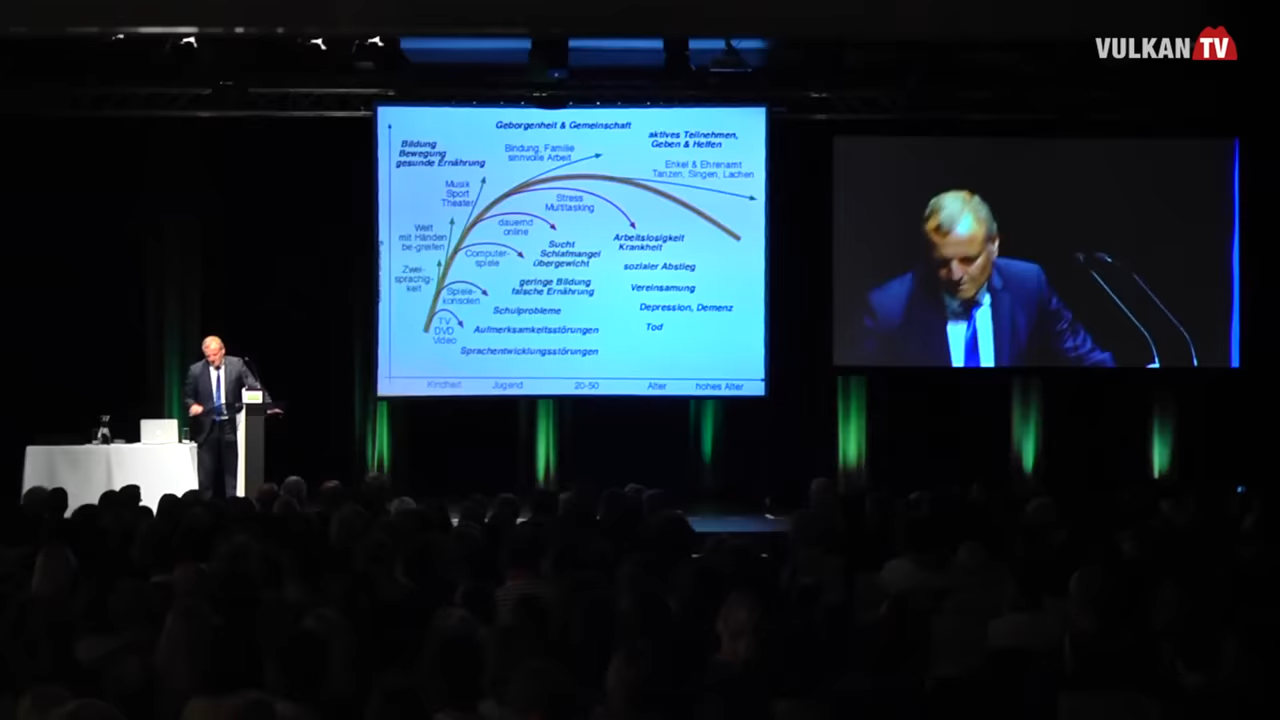 VULKAN TV
Geborgenheit & Gemeinschaft
aktives Teilnehmen,
Geben & Helfen
Bildung
Bewegung
gesunde Ernährung
Bindung, Familie
sinnvolle Arbeit
Enkel & Ehrenamt
Tanzen, Singen, Lachen
Musik
Sport
Theater
Stress
Multitasking
Welt
mit Händen
be-greifen
dauernd
online
Arbeitslosigkeit
Krankheit
Sucht
Schlafmangel
Übergewicht
Computer-
spiele
sozialer Abstieg
Zwei-
sprachig-
keit
geringe Bildung
falsche Ernährung
Vereinsamung
Spiele-
konsolen
Schulprobleme
Depression, Demenz
TV
DVD
Video
Aufmerksamkeitsstörungen
Tod
Sprachentwicklungsstörungen
Kindheit
Jugend
20-50
Alter
hohes Alter